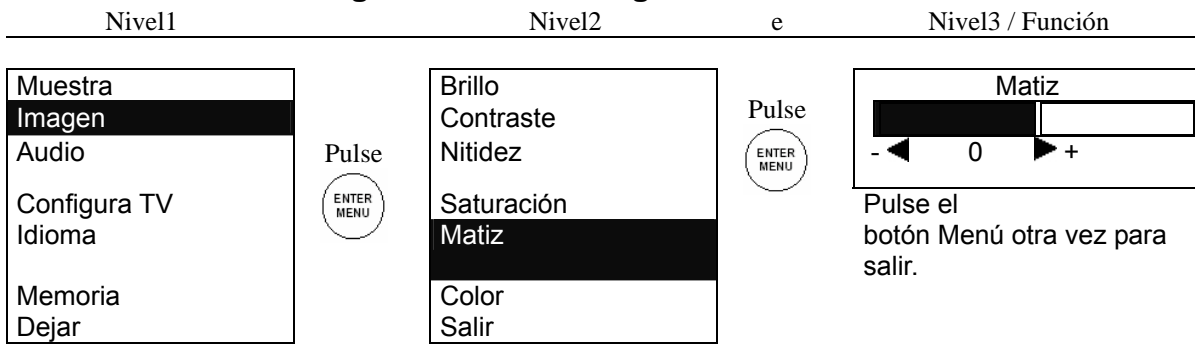 Nivel1 Nivel2 e Nivel3 / Función
Muestra
Imagen
Audio
Configura TV
Idioma
Memoria
Dejar
Pulse
ENTER
MENU
Brillo
Contraste
Nitidez
Saturación
Matiz
Color
Salir
Pulse
ENTER
MENU
Matiz
- 0 +
Pulse el
botón Menú otra vez para
salir.